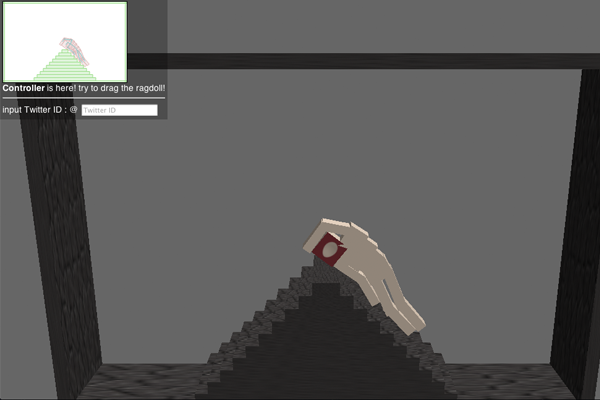 Controller is here! try to drag the ragdoll!
input Twitter ID : @ Twitter ID